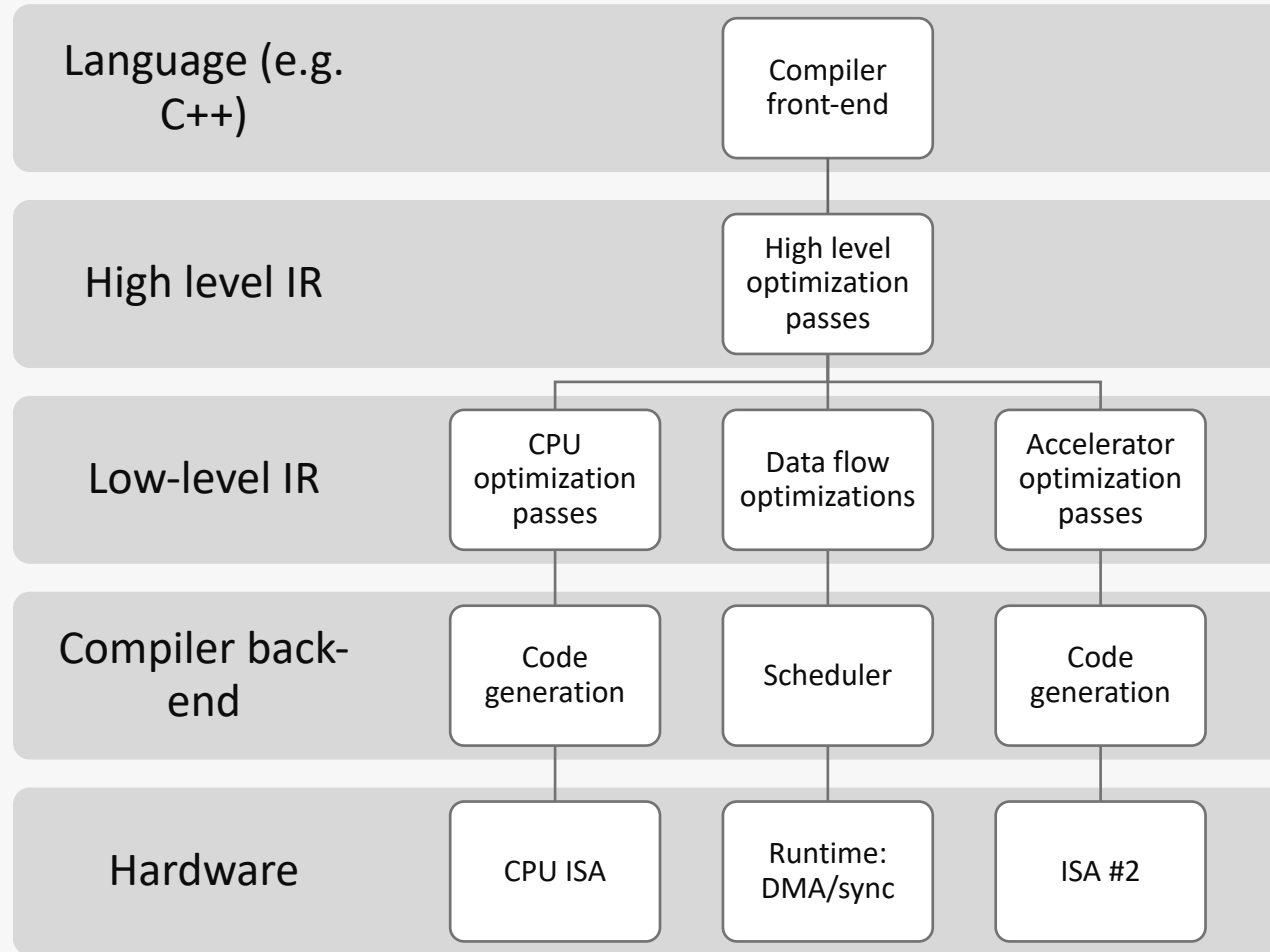 Language (e.g.
C++)
Compiler
front-end
High level IR
High level
optimization
passes
Low-level IR
CPU
optimization
passes
Data flow
optimizations
Accelerator
optimization
passes
Compiler back-
end
Code
generation
Scheduler
Code
generation
Hardware
CPU ISA
Runtime:
DMA/sync
ISA #2